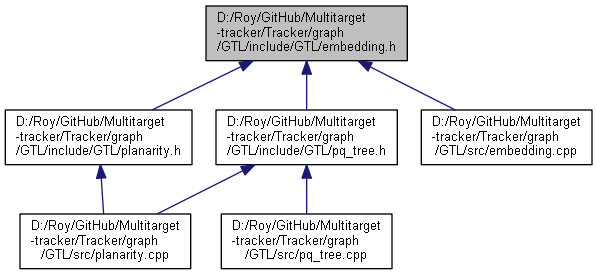 D:/Roy/GitHub/Multitarget
-tracker/Tracker/graph
/GTL/include/GTL/embedding.h
D:/Roy/GitHub/Multitarget
-tracker/Tracker/graph
/GTL/include/GTL/planarity.h
D:/Roy/GitHub/Multitarget
-tracker/Tracker/graph
/GTL/include/GTL/pq_tree.h
D:/Roy/GitHub/Multitarget
-tracker/Tracker/graph
/GTL/src/embedding.cpp
D:/Roy/GitHub/Multitarget
-tracker/Tracker/graph
/GTL/src/planarity.cpp
D:/Roy/GitHub/Multitarget
-tracker/Tracker/graph
/GTL/src/pq_tree.cpp